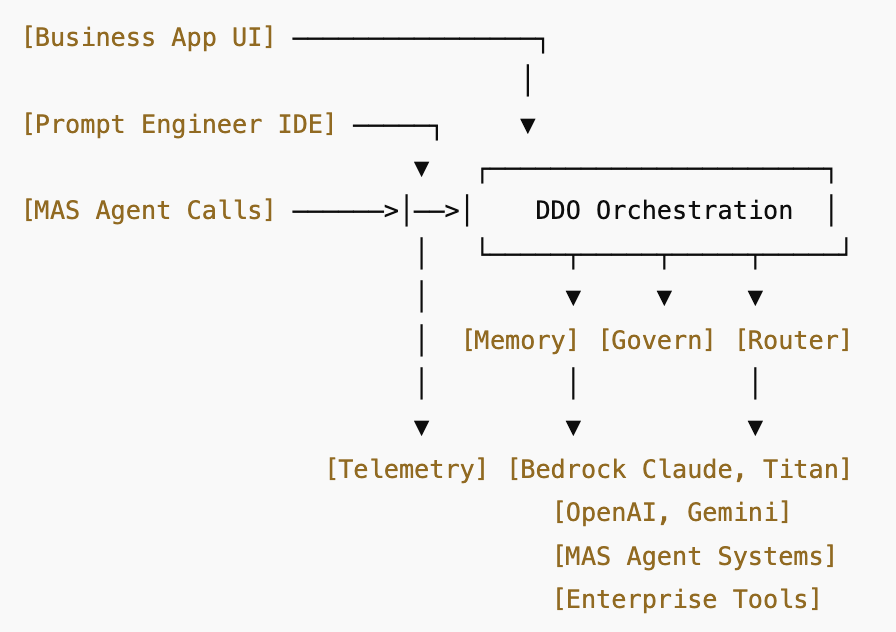 [Business App UI]
[Prompt Engineer IDE]
[MAS Agent Calls] DDO Orchestration
[Memory] [Govern] [Router]
[Telemetry] [Bedrock Claude, Titan]
[OpenAI, Gemini]
[MAS Agent Systems]
[Enterprise Tools]